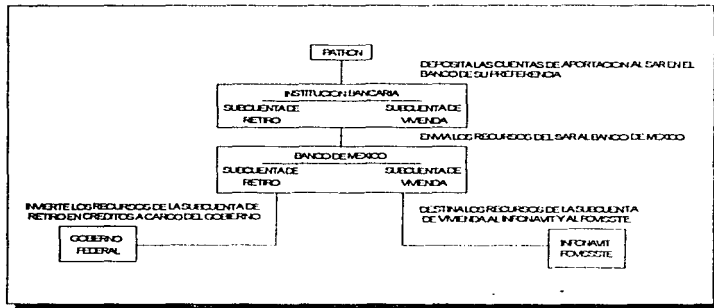 PATRON
DEPOSITA LAS CUENTAS DE APORTACION AL SAR EN EL
BANCO DE SU PREFERENCIA
INSTITUCION BANCARIA
SUBCUENTA DE RETIRO
SUBCUENTA DE VIVIENDA
ENVIA LOS RECURSOS DEL SAR AL BANCO DE MEXICO
BANCO DE MEXICO
SUBCUENTA DE RETIRO
SUBCUENTA DE VIVIENDA
INVIERTE LOS RECURSOS DE LA SUBCUENTA DE
RETIRO EN CREDITOS A CARGO DEL GOBIERNO
DESTINA LOS RECURSOS DE LA SUBCUENTA
DE VIVIENDA AL INFONAVIT Y AL FOVISSSTE
GOBIERNO
FEDERAL
INFONAVIT
FOVISSSTE